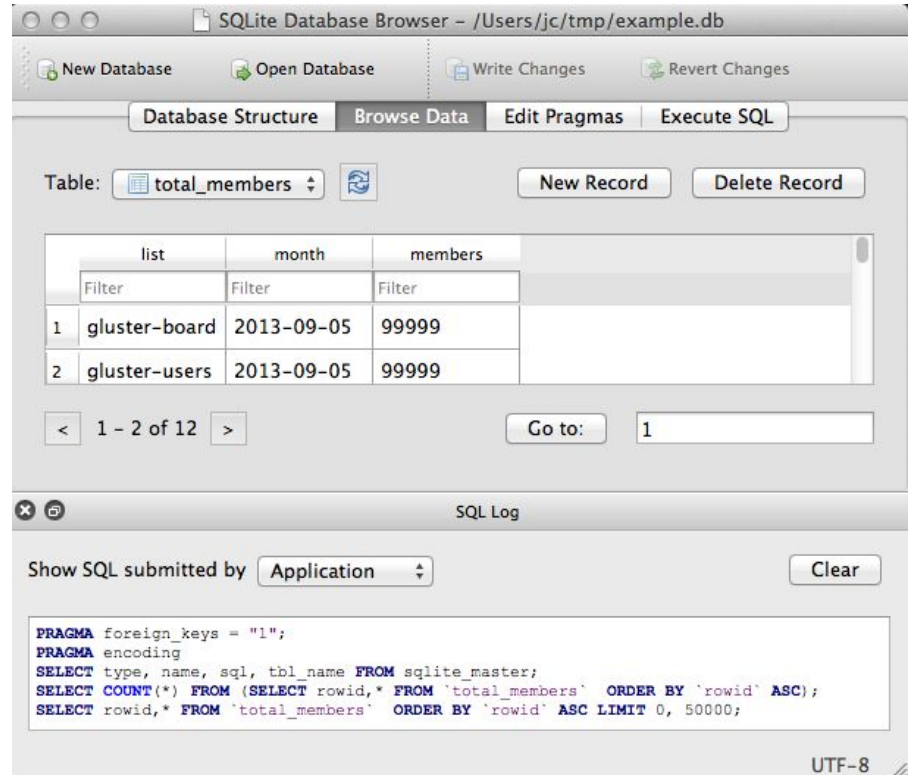 SQLite Database Browser – /Users/jc/tmp/example.db
New Database Open Database Write Changes Revert Changes
Database Structure Browse Data Edit Pragmas Execute SQL
Table: total_members New Record Delete Record
list month members
Filter Filter Filter
1 gluster-board 2013-09-05 99999
2 gluster-users 2013-09-05 99999
< 1 – 2 of 12 > Go to: 1
SQL Log
Show SQL submitted by Application Clear
PRAGMA foreign_keys = "1";
PRAGMA encoding
SELECT type, name, sql, tbl_name FROM sqlite_master;
SELECT COUNT(*) FROM (SELECT rowid,* FROM `total_members`  ORDER BY `rowid` ASC);
SELECT rowid,* FROM `total_members`  ORDER BY `rowid` ASC LIMIT 0, 50000;
UTF-8